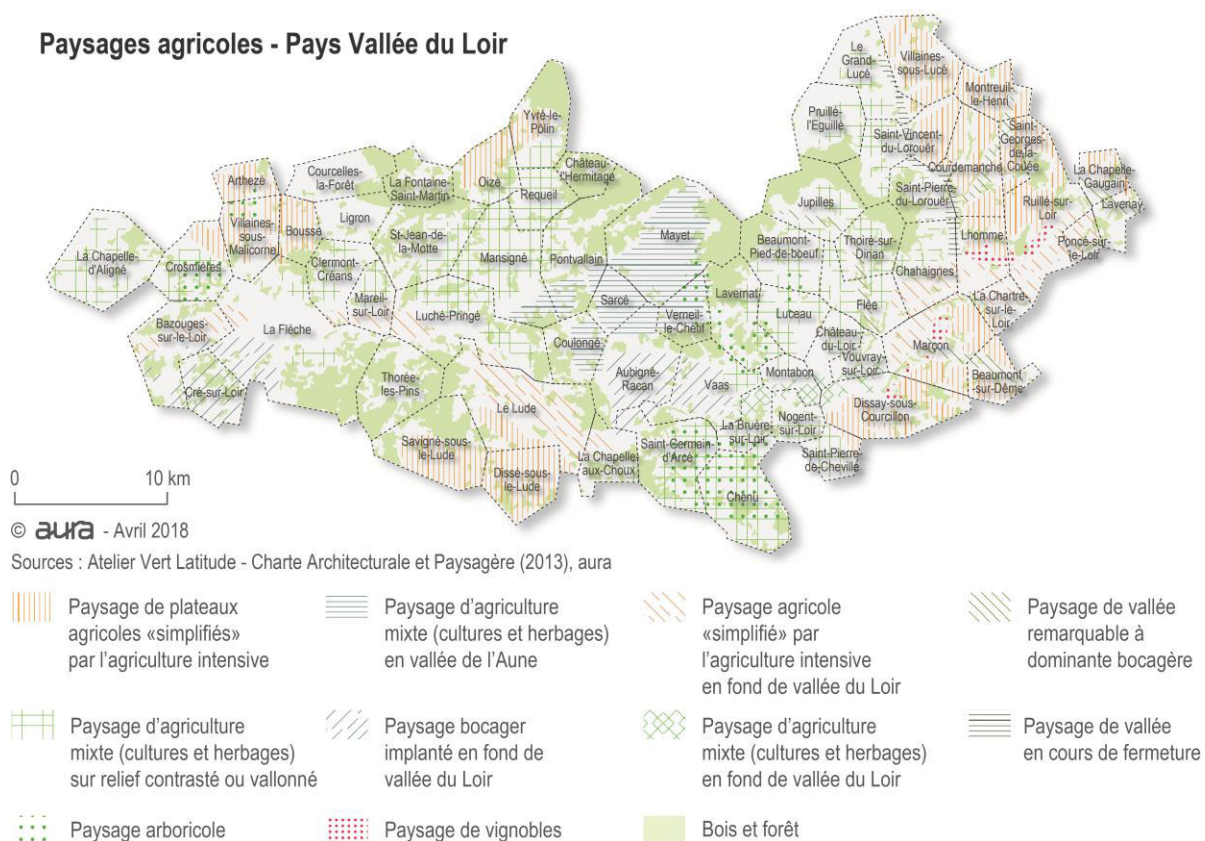 Paysages agricoles - Pays Vallée du Loir
Le
Grand-
Lucé
Villaines-
sous-Lucé
Montreuil-
le-Henri
Pruillé-
l'Eguillé
Saint-Vincent-
du-Lorouër
Saint-
Georges-
de-la-
Couée
Courdemanche
La Chapelle-
Gaugain
Lavenay
Yvré-le-
Pôlin
Château-
l'Hermitage
Courcelles-
la-Forêt
La Fontaine-
Saint-Martin
Oizé
Requeil
Arthezé
Villaines-
sous-
Malicorne
Boussé
Ligron
St-Jean-de-
la-Motte
Mansigné
Pontvallain
Mayet
Jupilles
Saint-Pierre-
du-Lorouër
Ruillé-sur-
Loir
Lhomme
Poncé-sur-
le-Loir
La Chapelle-
d'Aligné
Crosmières
Clermont-
Créans
Beaumont-
Pied-de-boeuf
Thoiré-sur-
Dinan
Chahaignes
Bazouges-
sur-le-Loir
La Flèche
Mareil-
sur-Loir
Luché-Pringé
Sarcé
Lavernat
Verneil-
le-Chétif
Luceau
Flée
La Chartre-
sur-le-
Loir
Coulongé
Château-
du-Loir
Vouvray-
sur-Loir
Marçon
Cré-sur-Loir
Thorée-
les-Pins
Aubigné-
Racan
Vaas
Montabon
Beaumont
-sur-Dême
Le Lude
Dissay-sous-
Courcillon
Savigné-sous-
le-Lude
Dissé-sous-
le-Lude
La Chapelle-
aux-Choux
Saint-Germain
d'Arcé
La Bruère
-sur-Loir
Nogent-
sur-Loir
Saint-Pierre-
de-Chevillé
Chenu
0 10 km
© aura - Avril 2018
Sources : Atelier Vert Latitude - Charte Architecturale et Paysagère (2013), aura
Paysage de plateaux
agricoles «simplifiés»
par l'agriculture intensive
Paysage d'agriculture
mixte (cultures et herbages)
en vallée de l'Aune
Paysage agricole
«simplifié» par
l'agriculture intensive
en fond de vallée du Loir
Paysage de vallée
remarquable à
dominante bocagère
Paysage d'agriculture
mixte (cultures et herbages)
sur relief contrasté ou vallonné
Paysage bocager
implanté en fond de
vallée du Loir
Paysage d'agriculture
mixte (cultures et herbages)
en fond de vallée du Loir
Paysage de vallée
en cours de fermeture
Paysage arboricole
Paysage de vignobles
Bois et forêt